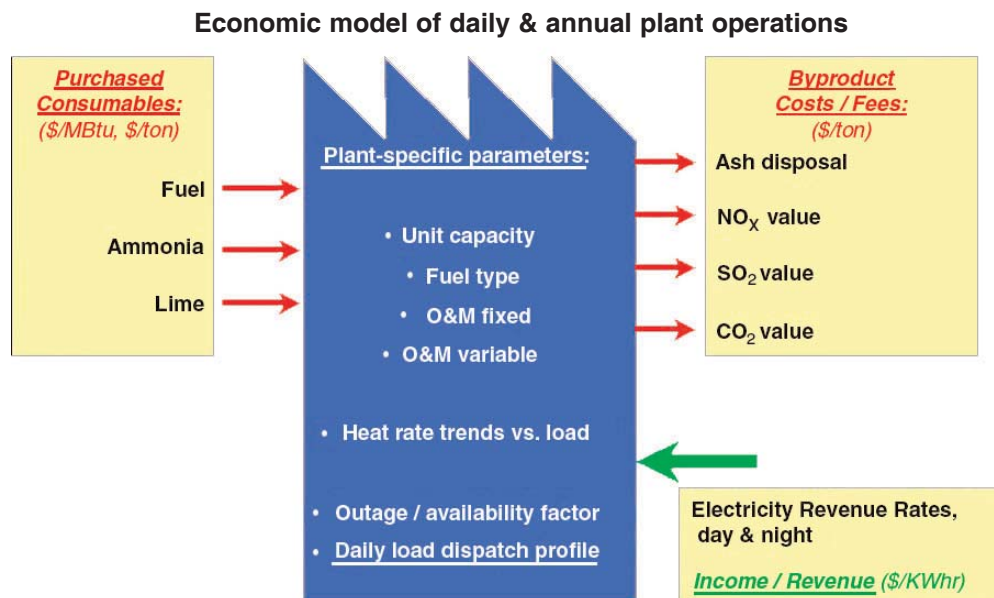 Economic model of daily & annual plant operations
Purchased
Consumables:
($/MBtu, $/ton)
Fuel
Ammonia
Lime
Plant-specific parameters:
• Unit capacity
• Fuel type
• O&M fixed
• O&M variable
• Heat rate trends vs. load
• Outage / availability factor
• Daily load dispatch profile
Byproduct
Costs / Fees:
($/ton)
Ash disposal
NOX value
SO2 value
CO2 value
Electricity Revenue Rates,
day & night
Income / Revenue ($/KWhr)